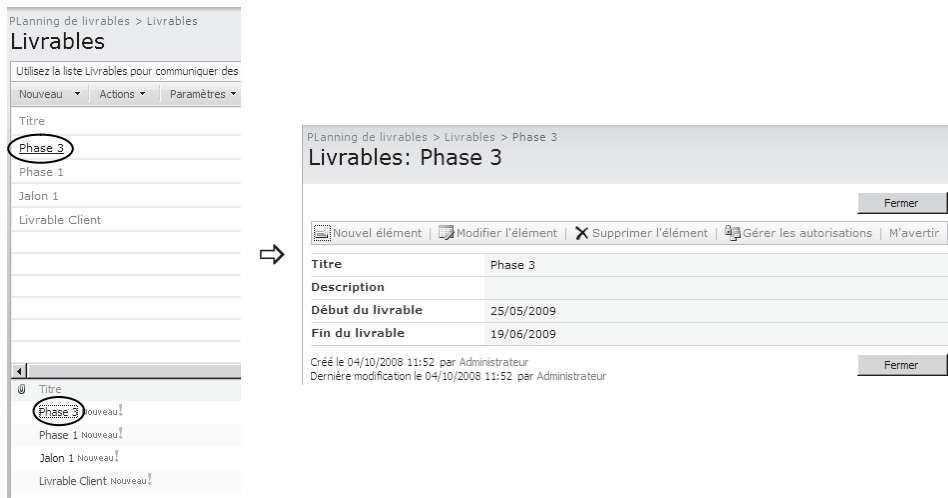 PLanning de livrables > Livrables
Livrables
Utilisez la liste Livrables pour communiquer des
Nouveau Actions Paramètres
Titre
Phase 3
Phase 1
Jalon 1
Livrable Client
Titre
Phase 3 Nouveau!
Phase 1 Nouveau!
Jalon 1 Nouveau!
Livrable Client Nouveau!
PLanning de livrables > Livrables > Phase 3
Livrables: Phase 3
Fermer
Nouvel élément | Modifier l'élément | Supprimer l'élément | Gérer les autorisations | M'avertir
Titre Phase 3
Description
Début du livrable 25/05/2009
Fin du livrable 19/06/2009
Créé le 04/10/2008 11:52 par Administrateur
Dernière modification le 04/10/2008 11:52 par Administrateur
Fermer